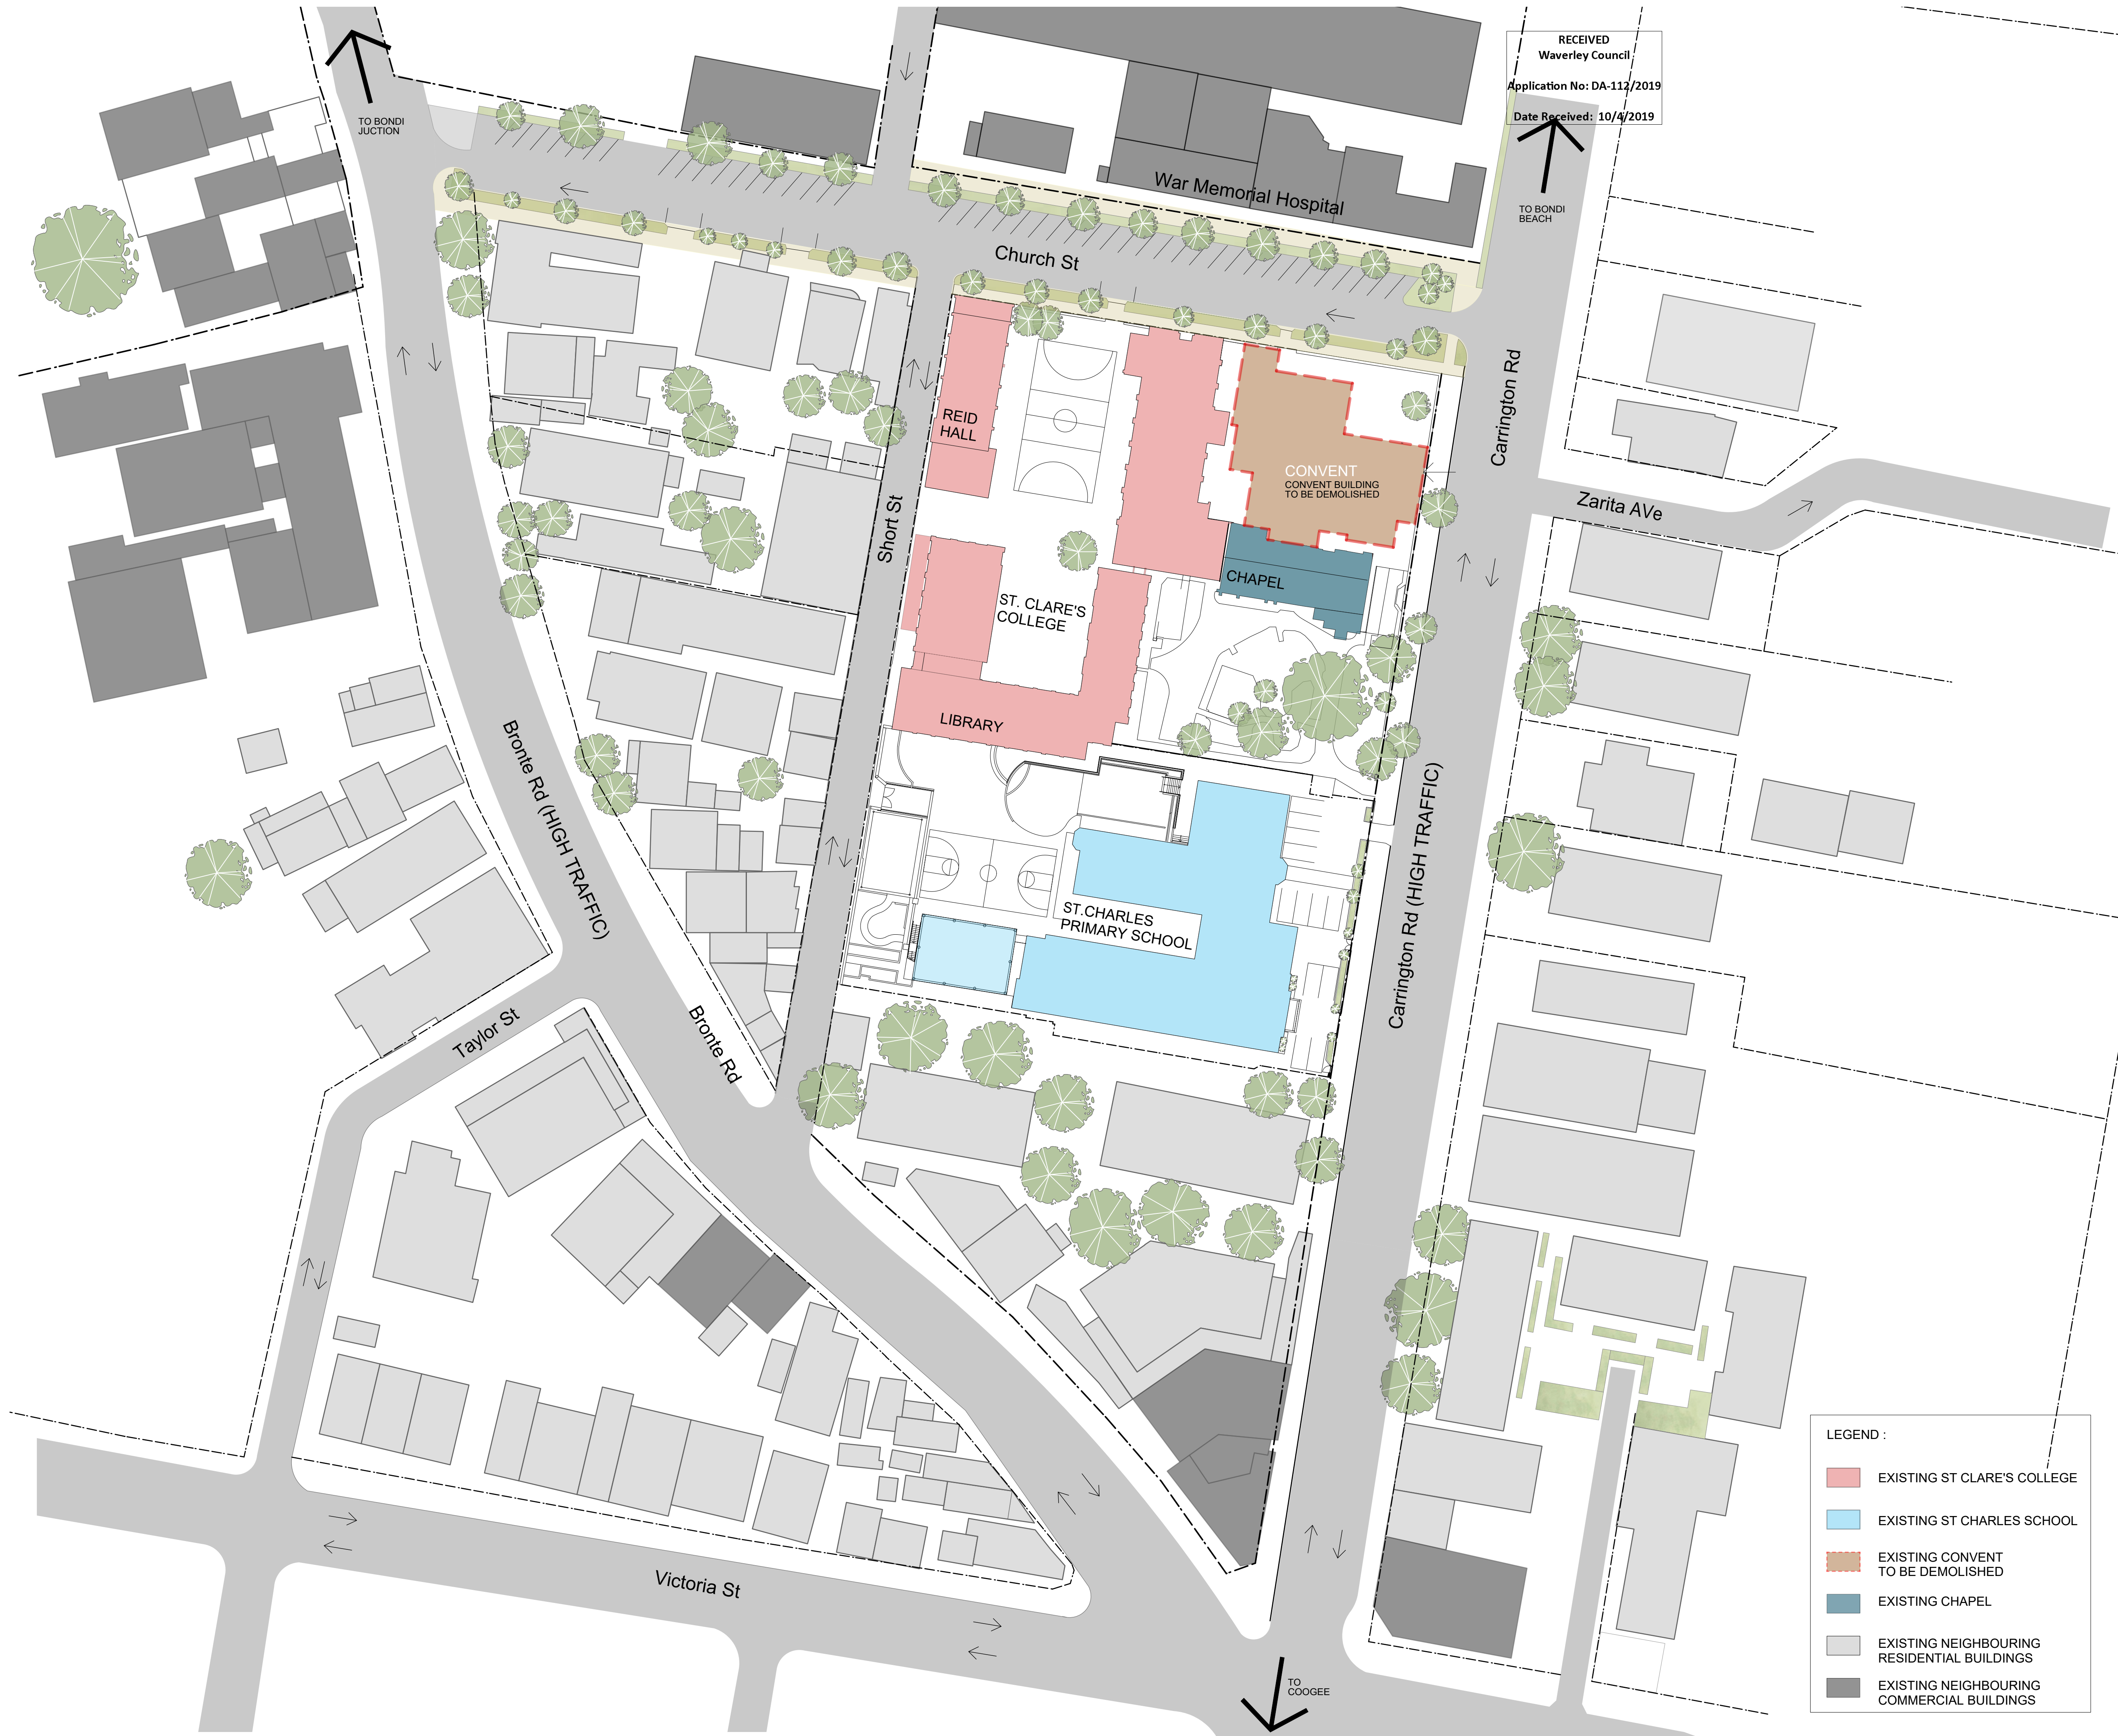 RECEIVED
Waverley Council
Application No: DA-112/2019
Date Received: 10/4/2019
TO BONDI
JUCTION
TO BONDI
BEACH
War Memorial Hospital
Church St
Carrington Rd
REID
HALL
CONVENT
CONVENT BUILDING
TO BE DEMOLISHED
Zarita AVe
Short St
CHAPEL
ST. CLARE'S
COLLEGE
LIBRARY
Bronte Rd (HIGH TRAFFIC)
Carrington Rd (HIGH TRAFFIC)
ST.CHARLES
PRIMARY SCHOOL
Taylor St
Bronte Rd
Victoria St
TO
COOGEE
LEGEND :
EXISTING ST CLARE'S COLLEGE
EXISTING ST CHARLES SCHOOL
EXISTING CONVENT
TO BE DEMOLISHED
EXISTING CHAPEL
EXISTING NEIGHBOURING
RESIDENTIAL BUILDINGS
EXISTING NEIGHBOURING
COMMERCIAL BUILDINGS